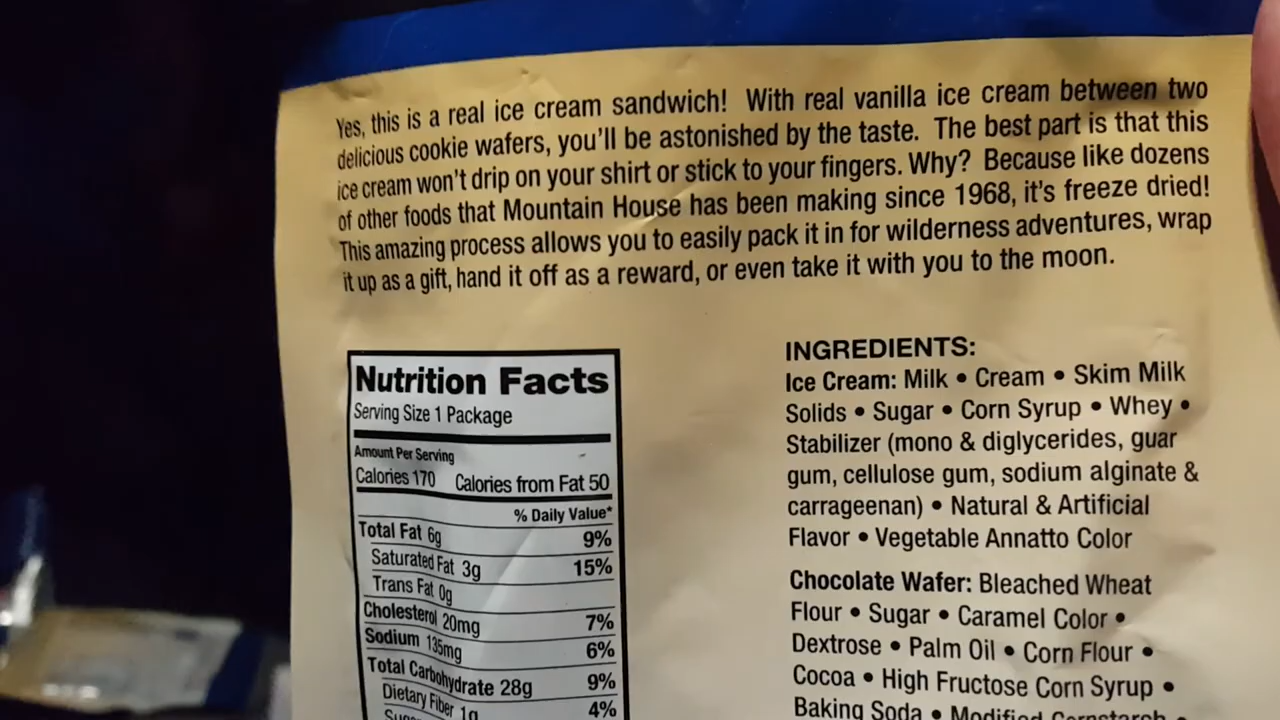 Yes, this is a real ice cream sandwich! With real vanilla ice cream between two
delicious cookie wafers, you'll be astonished by the taste. The best part is that this
ice cream won't drip on your shirt or stick to your fingers. Why? Because like dozens
of other foods that Mountain House has been making since 1968, it's freeze dried!
This amazing process allows you to easily pack it in for wilderness adventures, wrap
it up as a gift, hand it off as a reward, or even take it with you to the moon.
Nutrition Facts
Serving Size 1 Package
Amount Per Serving
Calories 170 Calories from Fat 50
% Daily Value*
Total Fat 6g 9%
Saturated Fat 3g 15%
Trans Fat 0g
Cholesterol 20mg 7%
Sodium 135mg 6%
Total Carbohydrate 28g 9%
Dietary Fiber 1g 4%
INGREDIENTS:
Ice Cream: Milk • Cream • Skim Milk
Solids • Sugar • Corn Syrup • Whey •
Stabilizer (mono & diglycerides, guar
gum, cellulose gum, sodium alginate &
carrageenan) • Natural & Artificial
Flavor • Vegetable Annatto Color
Chocolate Wafer: Bleached Wheat
Flour • Sugar • Caramel Color •
Dextrose • Palm Oil • Corn Flour •
Cocoa • High Fructose Corn Syrup •
Baking Soda • Modified Cornstarch •